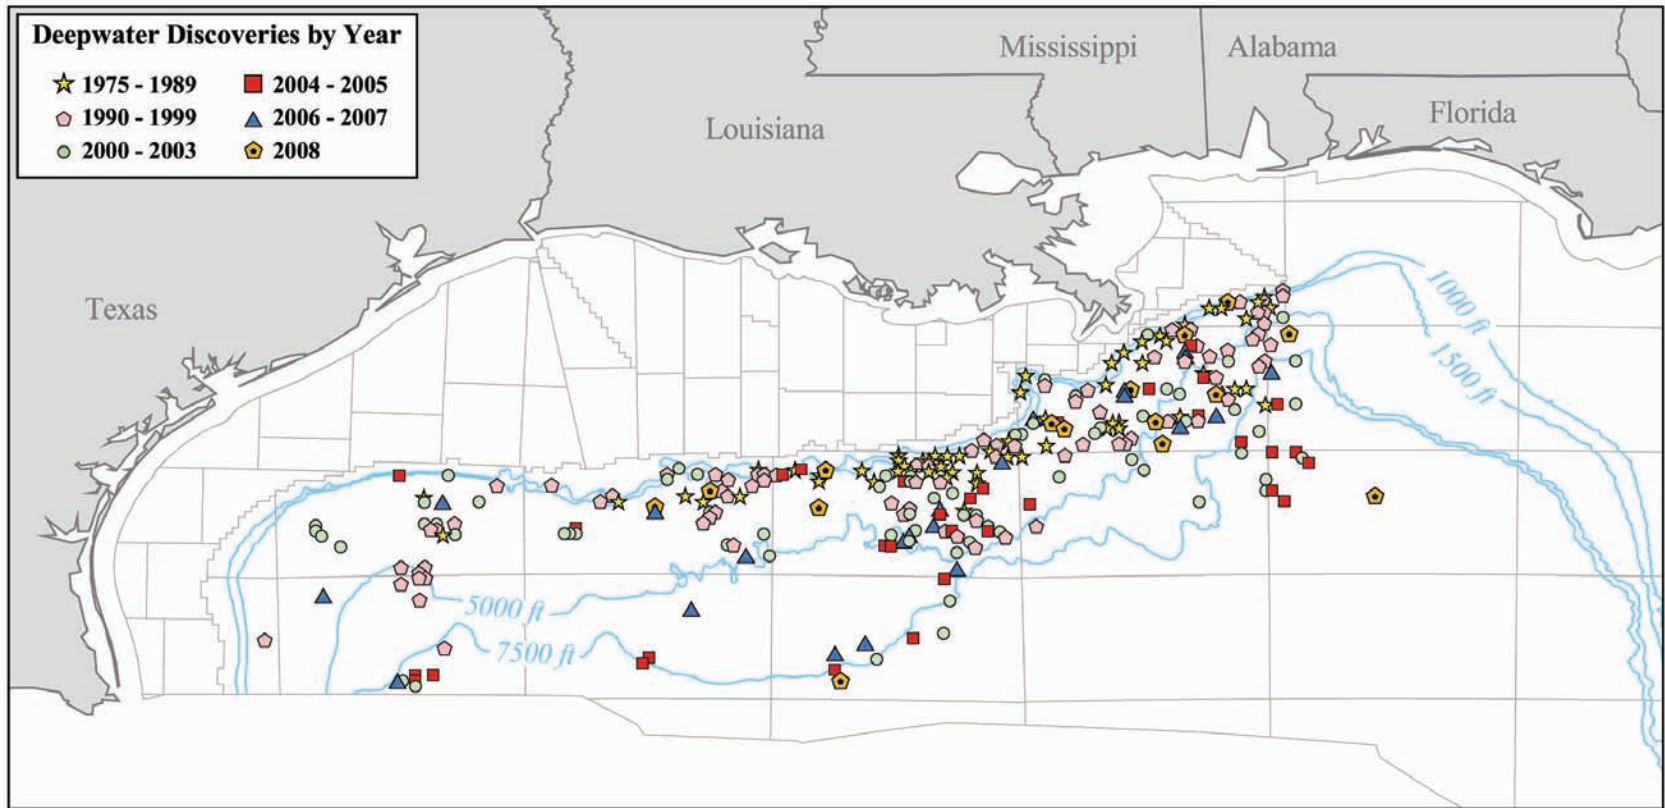 Deepwater Discoveries by Year
1975 - 1989
2004 - 2005
1990 - 1999
2006 - 2007
2000 - 2003
2008
Mississippi
Alabama
Louisiana
Florida
Texas
1000 ft
1500 ft
5000 ft
7500 ft